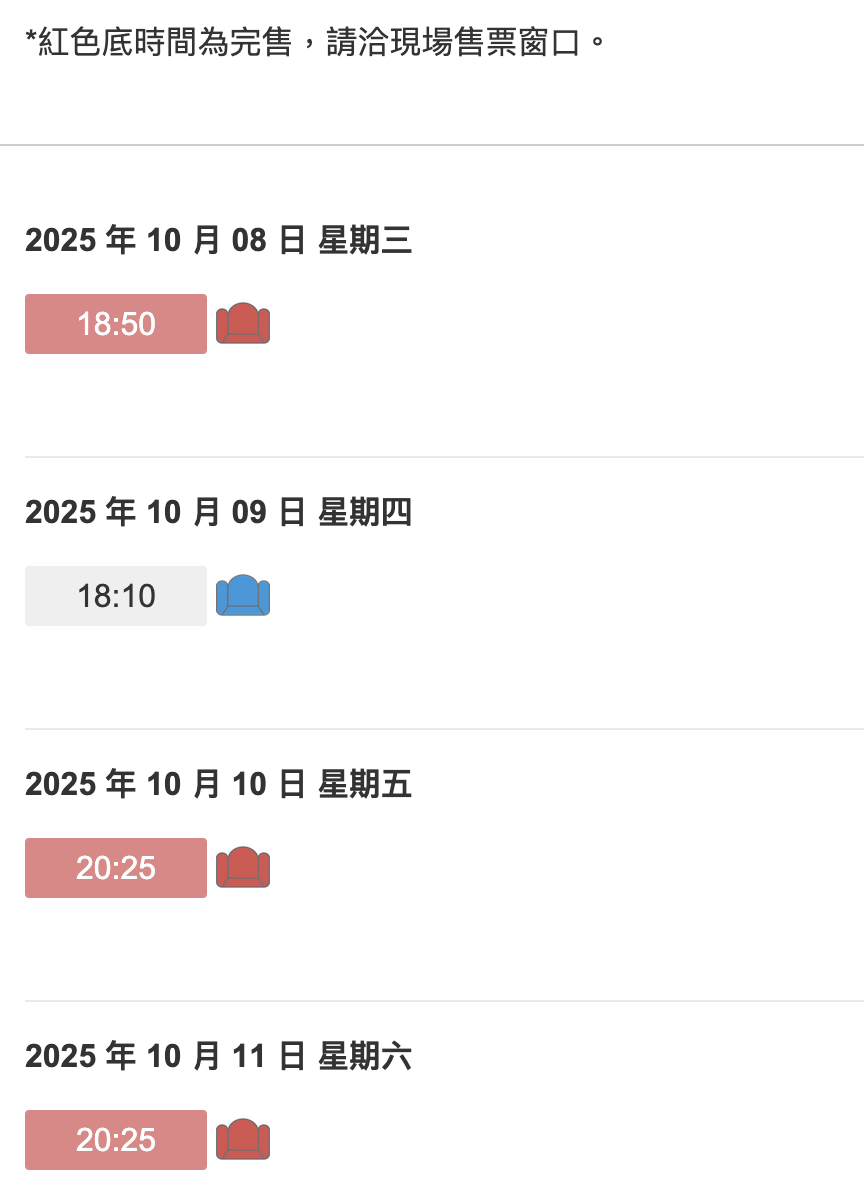 *紅色底時間為完售，請洽現場售票窗口。
2025 年 10 月 08 日 星期三
18:50
2025 年 10 月 09 日 星期四
18:10
2025 年 10 月 10 日 星期五
20:25
2025 年 10 月 11 日 星期六
20:25